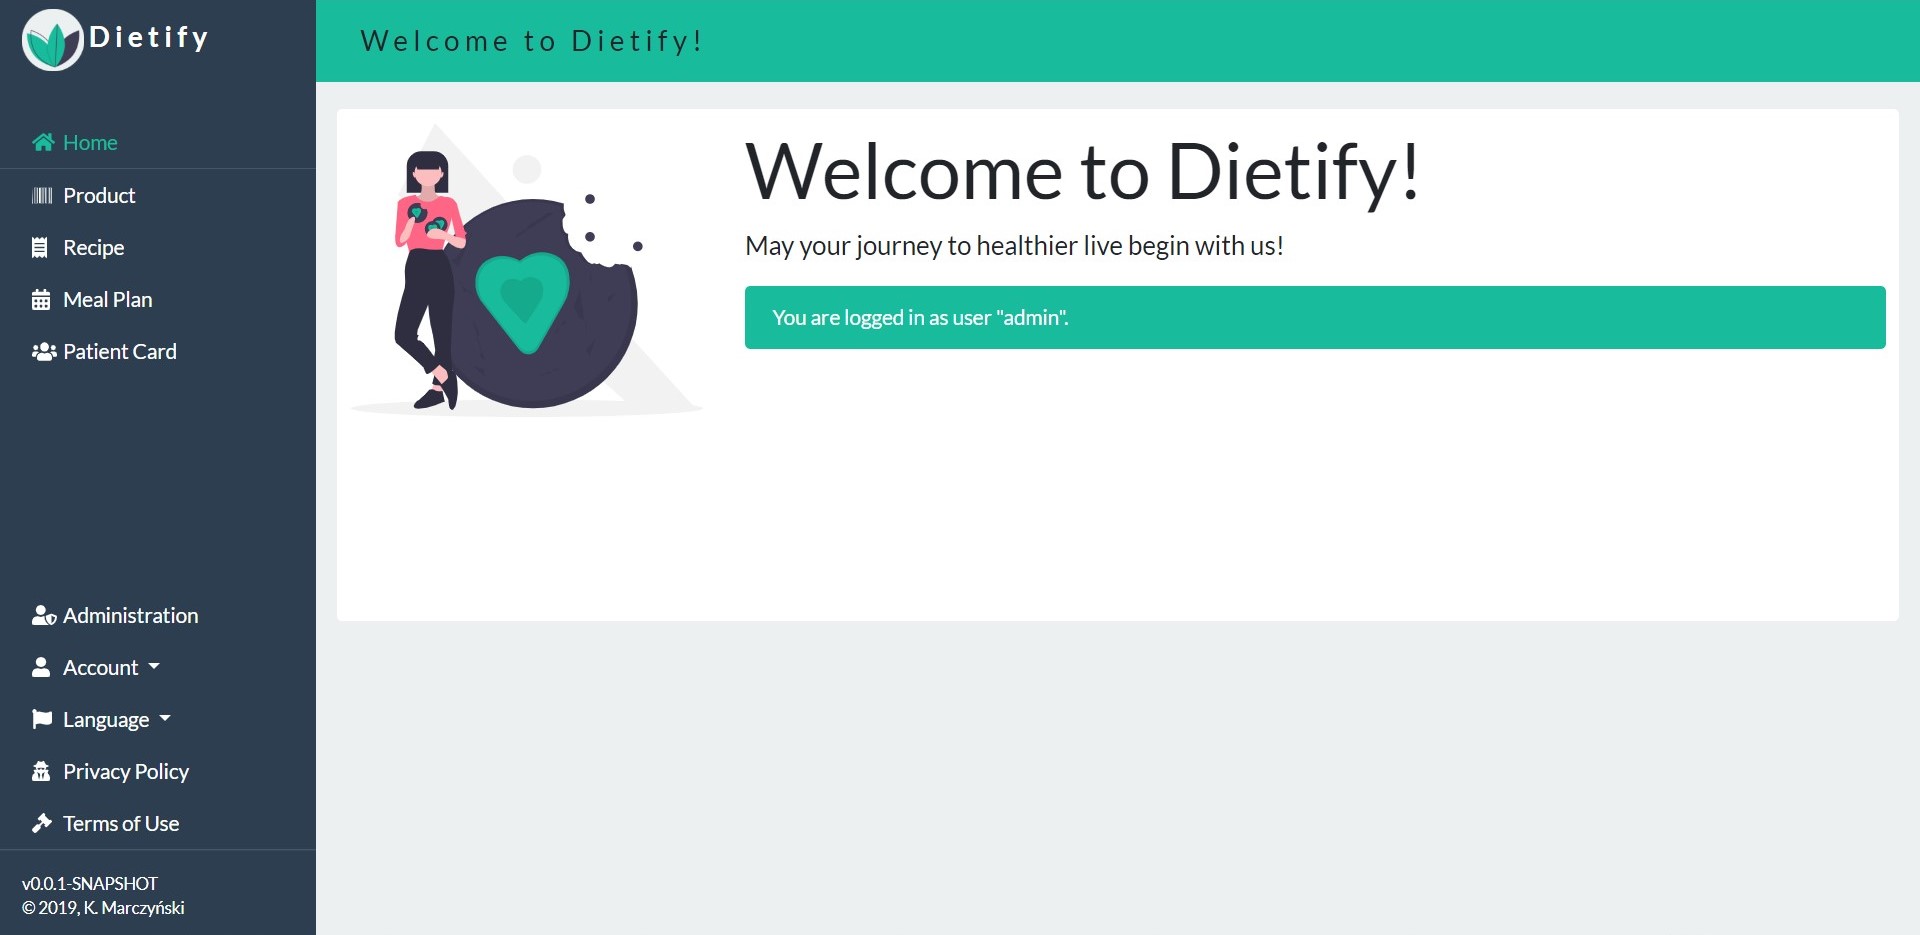 Dietify
Welcome to Dietify!
Home
Product
Recipe
Meal Plan
Patient Card
Administration
Account
Language
Privacy Policy
Terms of Use
v0.0.1-SNAPSHOT
© 2019, K. Marczyński
Welcome to Dietify!
May your journey to healthier live begin with us!
You are logged in as user "admin".